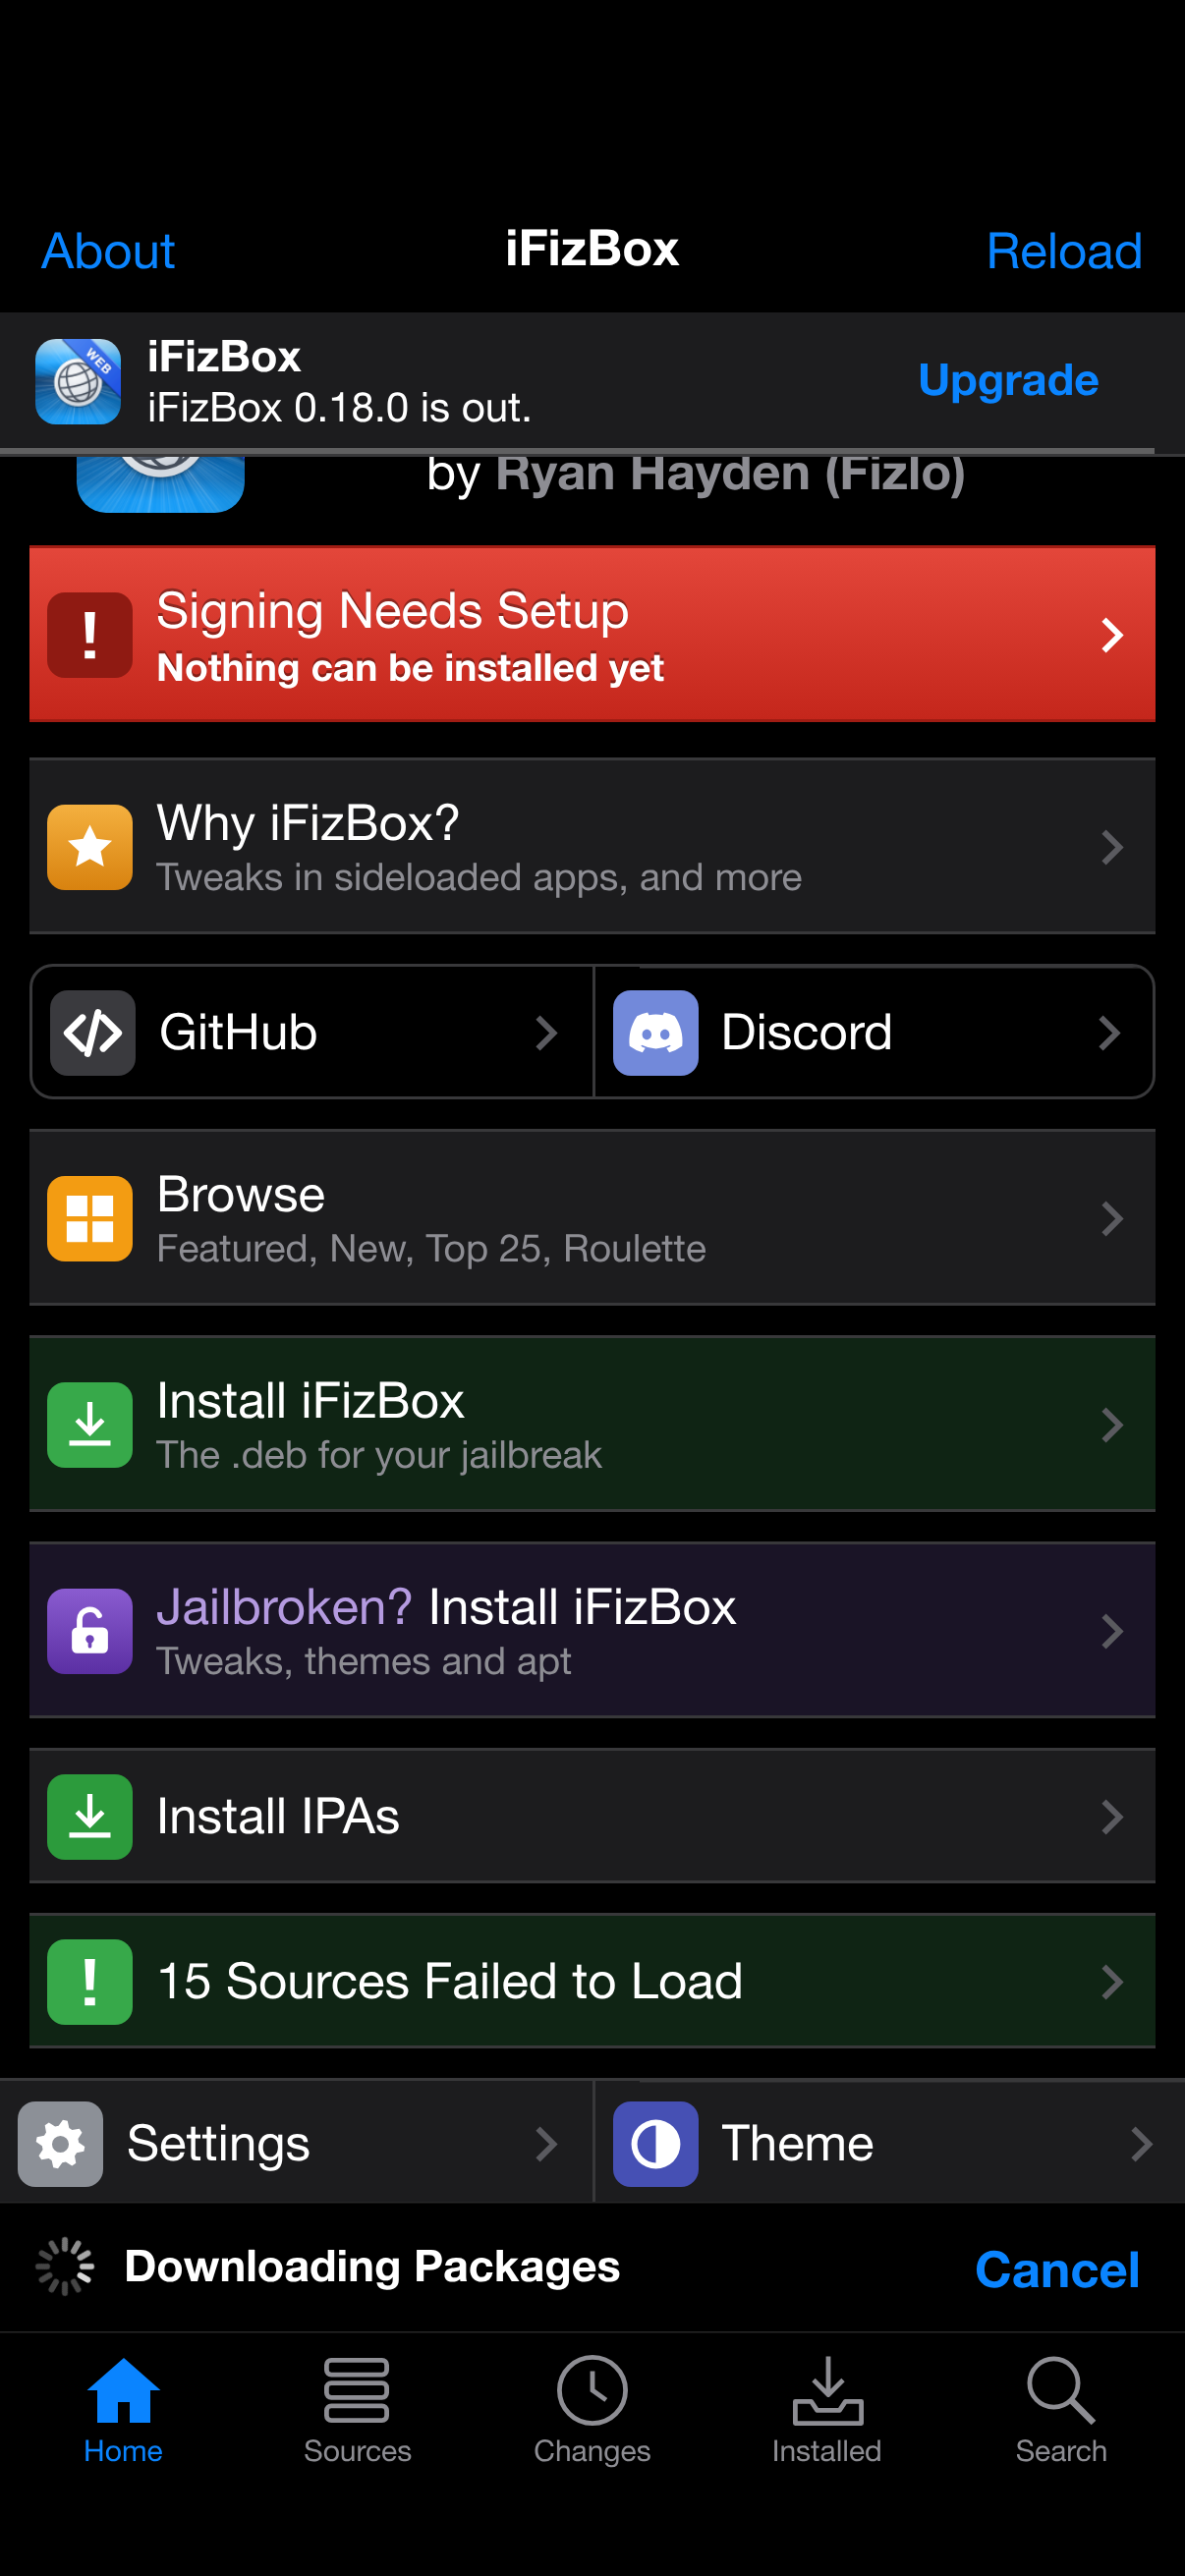 About
iFizBox
Reload
WEB
iFizBox
iFizBox 0.18.0 is out.
Upgrade
by Ryan Hayden (Fizlo)
Signing Needs Setup
Nothing can be installed yet
Why iFizBox?
Tweaks in sideloaded apps, and more
GitHub
Discord
Browse
Featured, New, Top 25, Roulette
Install iFizBox
The .deb for your jailbreak
Jailbroken? Install iFizBox
Tweaks, themes and apt
Install IPAs
15 Sources Failed to Load
Settings
Theme
Downloading Packages
Cancel
Home
Sources
Changes
Installed
Search